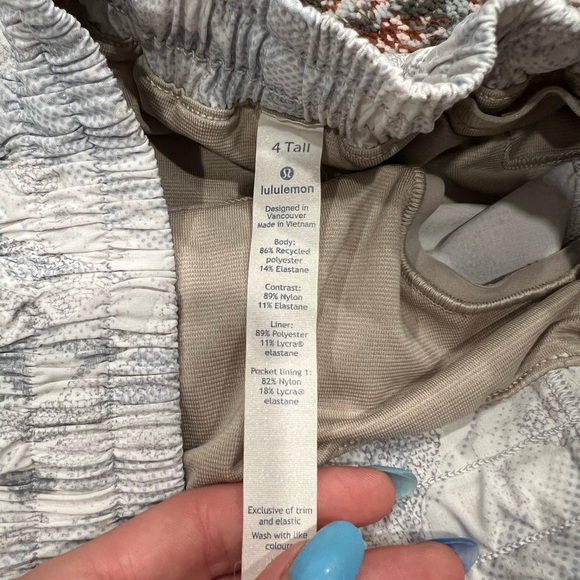 4 Tall
lululemon
Designed in
Vancouver
Made in Vietnam
Body:
86% Recycled
polyester
14% Elastane
Contrast:
89% Nylon
11% Elastane
Liner:
89% Polyester
11% Lycra®
elastane
Pocket lining 1:
82% Nylon
18% Lycra®
elastane
Exclusive of trim
and elastic
Wash with like